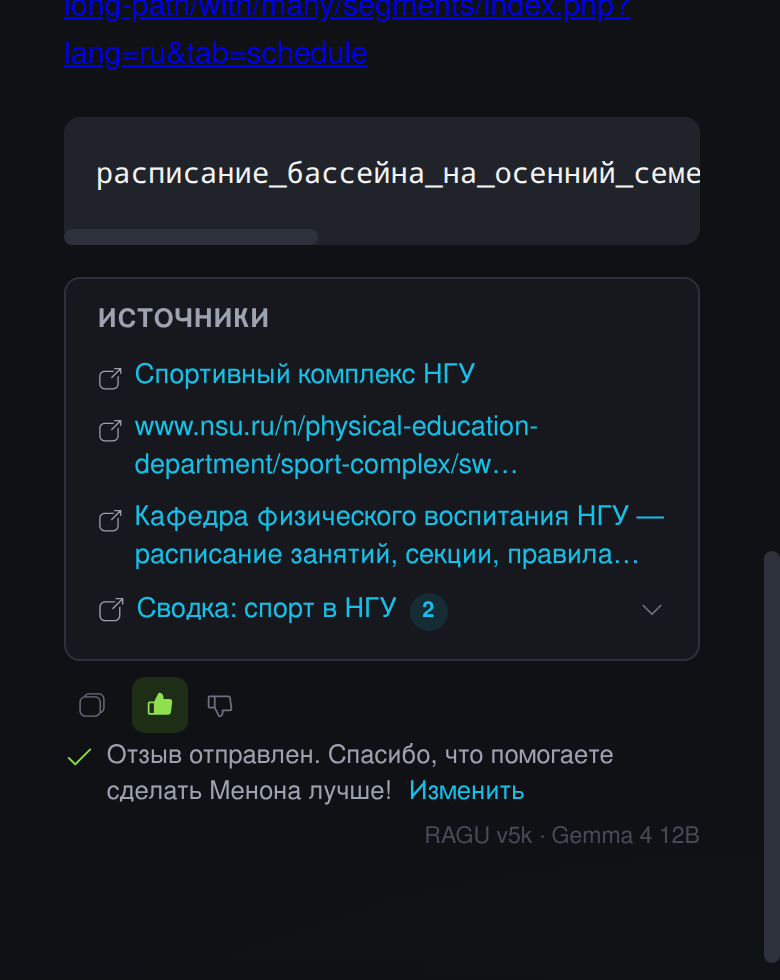 long-path/with/many/segments/index.php?
lang=ru&tab=schedule
расписание_бассейна_на_осенний_семе
ИСТОЧНИКИ
Спортивный комплекс НГУ
www.nsu.ru/n/physical-education-
department/sport-complex/sw…
Кафедра физического воспитания НГУ —
расписание занятий, секции, правила…
Сводка: спорт в НГУ 2
Отзыв отправлен. Спасибо, что помогаете
сделать Менона лучше! Изменить
RAGU v5k · Gemma 4 12B